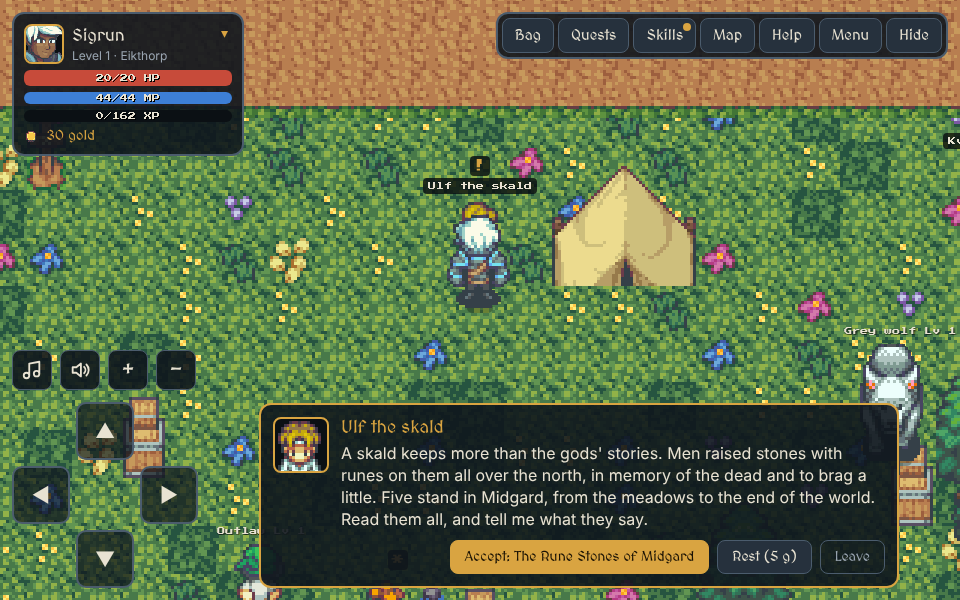 Sigrun
Level 1 · Eikthorp
20/20 HP
44/44 MP
0/162 XP
30 gold
Bag Quests Skills Map Help Menu Hide
!
Ulf the skald
Grey wolf Lv 1
Ulf the skald
A skald keeps more than the gods' stories. Men raised stones with
runes on them all over the north, in memory of the dead and to brag a
little. Five stand in Midgard, from the meadows to the end of the world.
Read them all, and tell me what they say.
Accept: The Rune Stones of Midgard Rest (5 g) Leave